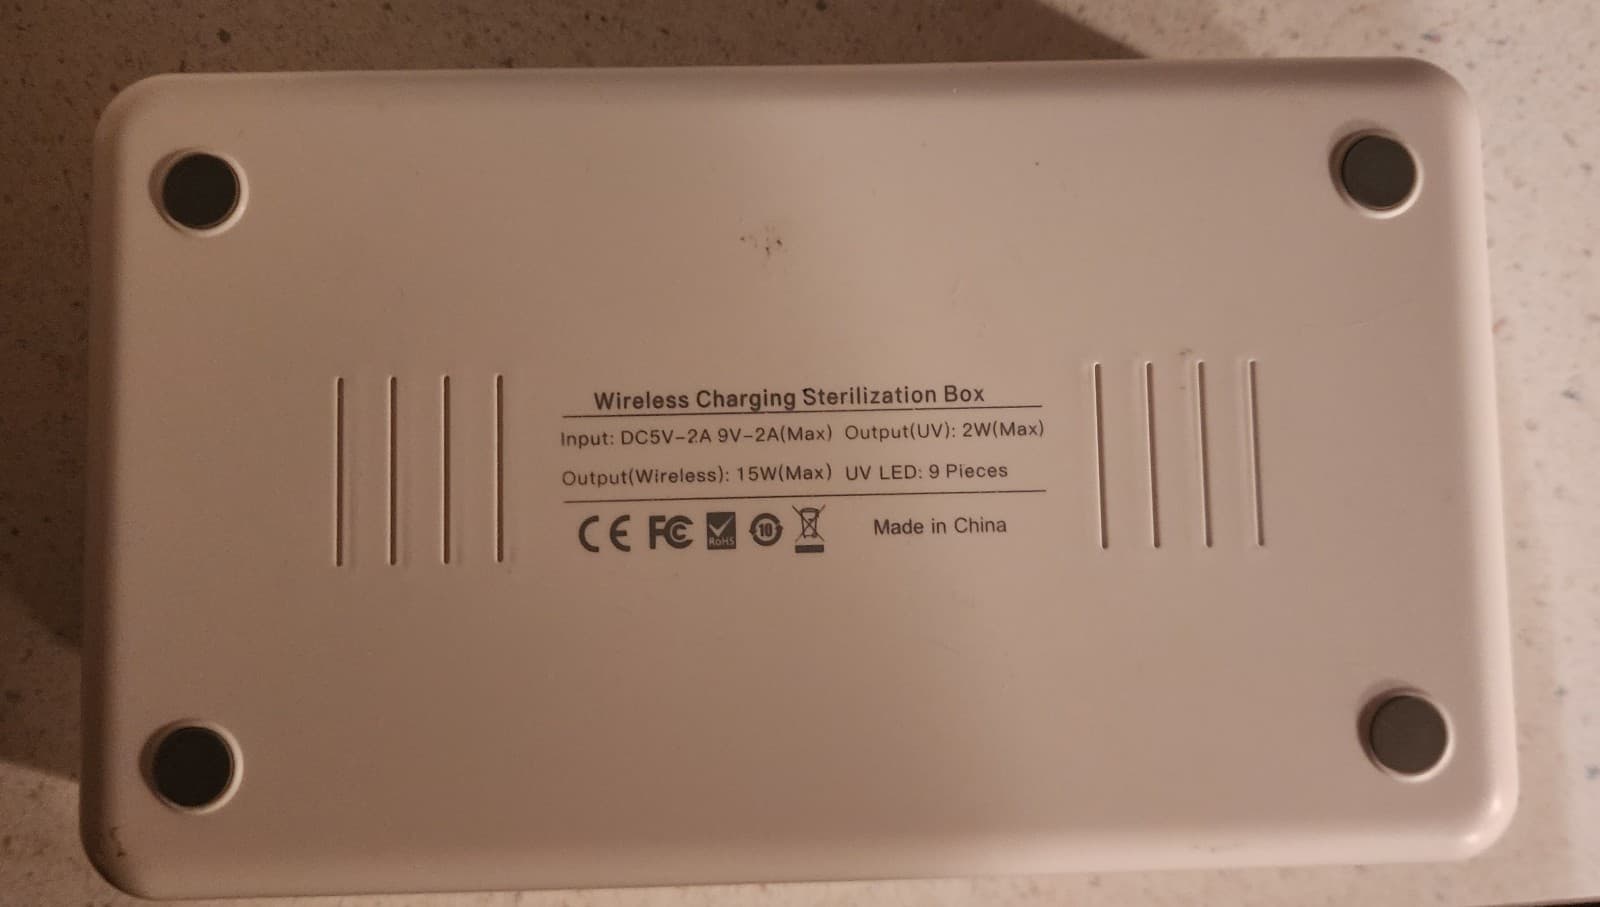 Wireless Charging Sterilization Box
Input: DC5V-2A 9V-2A(Max) Output(UV): 2W(Max)
Output(Wireless): 15W(Max) UV LED: 9 Pieces
CE FC RoHS 10 Made in China